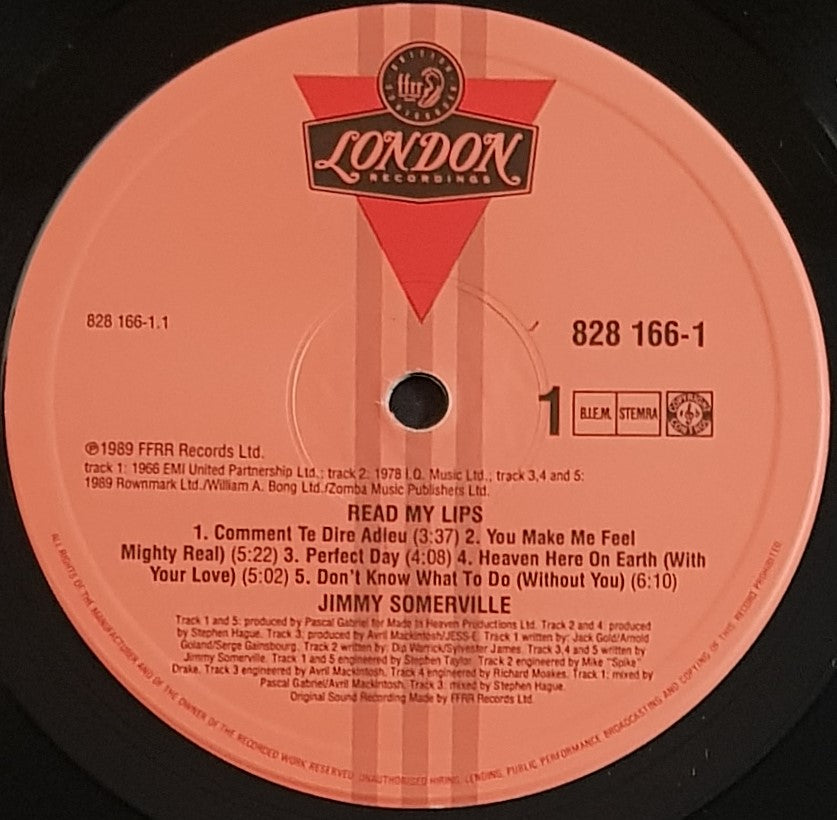 ffrr
LONDON
RECORDINGS
828 166-1.1
828 166-1
1
B.I.E.M.
STEMRA
COPYRIGHT CONTROL
℗1989 FFRR Records Ltd.
track 1: 1966 EMI United Partnership Ltd.; track 2: 1978 I.Q. Music Ltd., track 3,4 and 5:
1989 Rownmark Ltd./William A. Bong Ltd./Zomba Music Publishers Ltd.
READ MY LIPS
1. Comment Te Dire Adieu (3:37) 2. You Make Me Feel
Mighty Real) (5:22) 3. Perfect Day (4:08) 4. Heaven Here On Earth (With
Your Love) (5:02) 5. Don't Know What To Do (Without You) (6:10)
JIMMY SOMERVILLE
Track 1 and 5: produced by Pascal Gabriel for Made In Heaven Productions Ltd. Track 2 and 4: produced
by Stephen Hague. Track 3: produced by Avril Mackintosh/JESS-E. Track 1 written by: Jack Gold/Arnold
Goland/Serge Gainsbourg. Track 2 written by: Dip Warrick/Sylvester James. Track 3,4 and 5 written by
Jimmy Somerville. Track 1 and 5 engineered by Stephen Taylor. Track 2 engineered by Mike "Spike"
Drake. Track 3 engineered by Avril Mackintosh. Track 4 engineered by Richard Moakes. Track 1: mixed by
Pascal Gabriel/Avril Mackintosh. Track 3: mixed by Stephen Hague.
Original Sound Recording Made by FFRR Records Ltd.
ALL RIGHTS OF THE MANUFACTURER AND OF THE OWNER OF THE RECORDED WORK RESERVED. UNAUTHORISED HIRING, LENDING, PUBLIC PERFORMANCE, BROADCASTING AND COPYING OF THIS RECORD PROHIBITED.